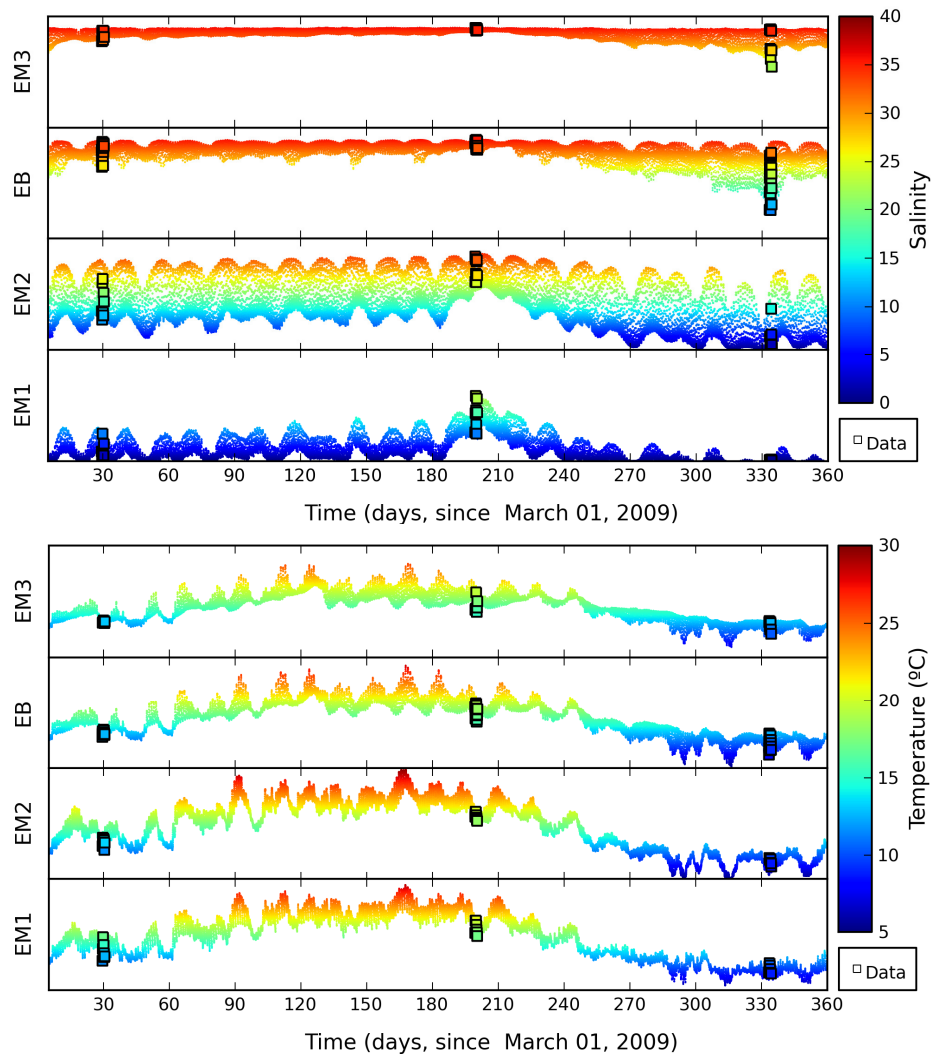 EM3
EB
EM2
EM1
30 60 90 120 150 180 210 240 270 300 330 360
Time (days, since March 01, 2009)
40
35
30
25
20
15
10
5
0
Salinity
Data
EM3
EB
EM2
EM1
30 60 90 120 150 180 210 240 270 300 330 360
Time (days, since March 01, 2009)
30
25
20
15
10
5
Temperature (ºC)
Data